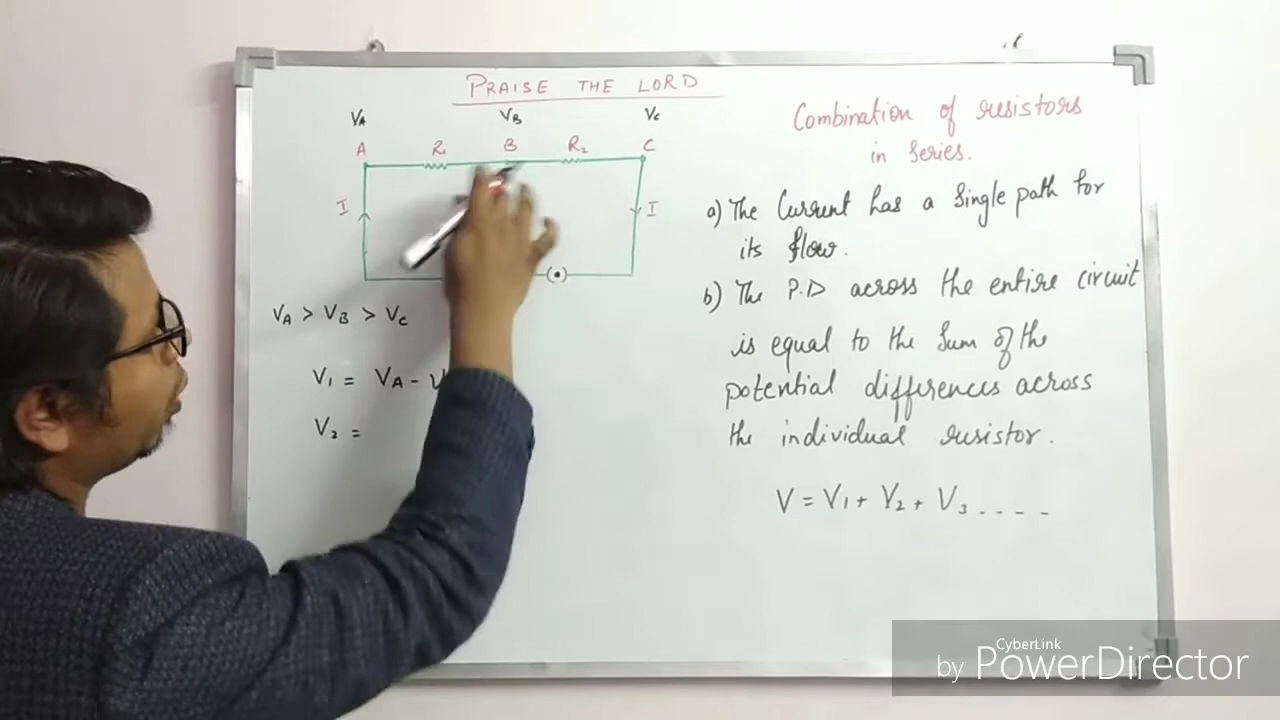 PRAISE THE LORD
VA VB VC
A R1 B R2 C
I I
VA > VB > VC
V1 = VA -
V2 =
Combination of resistors
in Series.
a) The Current has a Single path for
its flow.
b) The P.D across the entire circuit
is equal to the Sum of the
potential differences across
the individual resistor.
V = V1 + V2 + V3 . . . .
CyberLink
by PowerDirector